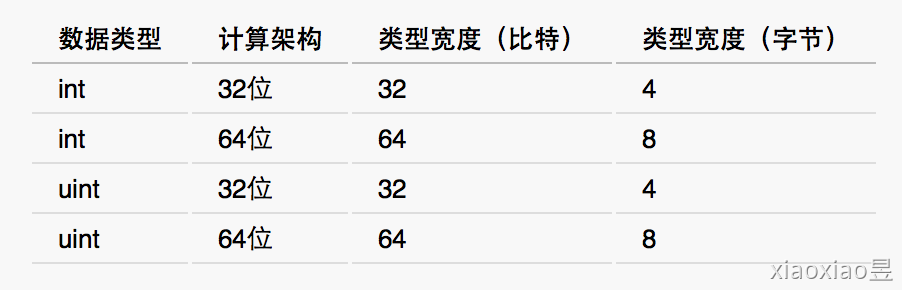 数据类型 计算架构 类型宽度（比特） 类型宽度（字节）
int 32位 32 4
int 64位 64 8
uint 32位 32 4
uint 64位 64 8
xiaoxiao昱